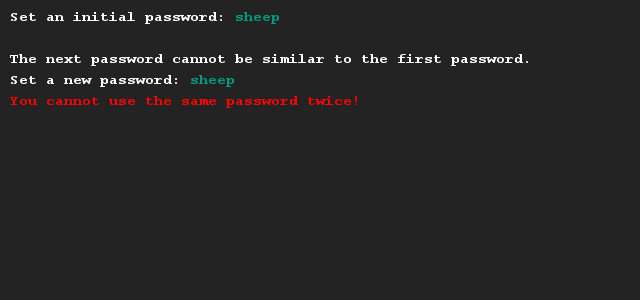 Set an initial password: sheep
The next password cannot be similar to the first password.
Set a new password: sheep
You cannot use the same password twice!